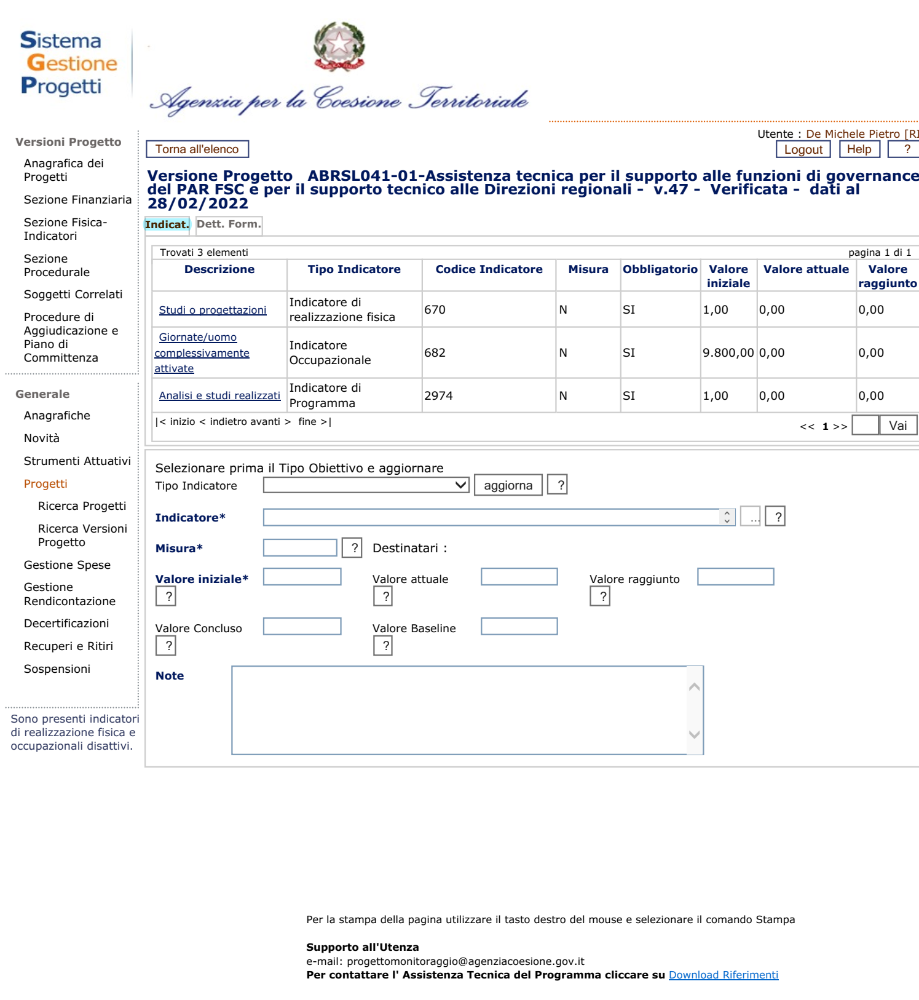 Sistema
Gestione
Progetti
Agenzia per la Coesione Territoriale
Utente : De Michele Pietro [RI
Torna all'elenco
Logout Help ?
Versioni Progetto
Anagrafica dei
Progetti
Sezione Finanziaria
Sezione Fisica-
Indicatori
Sezione
Procedurale
Soggetti Correlati
Procedure di
Aggiudicazione e
Piano di
Committenza
Generale
Anagrafiche
Novità
Strumenti Attuativi
Progetti
Ricerca Progetti
Ricerca Versioni
Progetto
Gestione Spese
Gestione
Rendicontazione
Decertificazioni
Recuperi e Ritiri
Sospensioni
Sono presenti indicatori
di realizzazione fisica e
occupazionali disattivi.
Versione Progetto ABRSL041-01-Assistenza tecnica per il supporto alle funzioni di governance
del PAR FSC e per il supporto tecnico alle Direzioni regionali - v.47 - Verificata - dati al
28/02/2022
Indicat. Dett. Form.
Trovati 3 elementi pagina 1 di 1
Descrizione Tipo Indicatore Codice Indicatore Misura Obbligatorio Valore iniziale Valore attuale Valore raggiunto
Studi o progettazioni Indicatore di realizzazione fisica 670 N SI 1,00 0,00 0,00
Giornate/uomo complessivamente attivate Indicatore Occupazionale 682 N SI 9.800,00 0,00 0,00
Analisi e studi realizzati Indicatore di Programma 2974 N SI 1,00 0,00 0,00
|< inizio < indietro avanti > fine >| << 1 >> Vai
Selezionare prima il Tipo Obiettivo e aggiornare
Tipo Indicatore aggiorna ?
Indicatore* ... ?
Misura* ? Destinatari :
Valore iniziale* Valore attuale Valore raggiunto
? ? ?
Valore Concluso Valore Baseline
? ?
Note
Per la stampa della pagina utilizzare il tasto destro del mouse e selezionare il comando Stampa
Supporto all'Utenza
e-mail: progettomonitoraggio@agenziacoesione.gov.it
Per contattare l' Assistenza Tecnica del Programma cliccare su Download Riferimenti